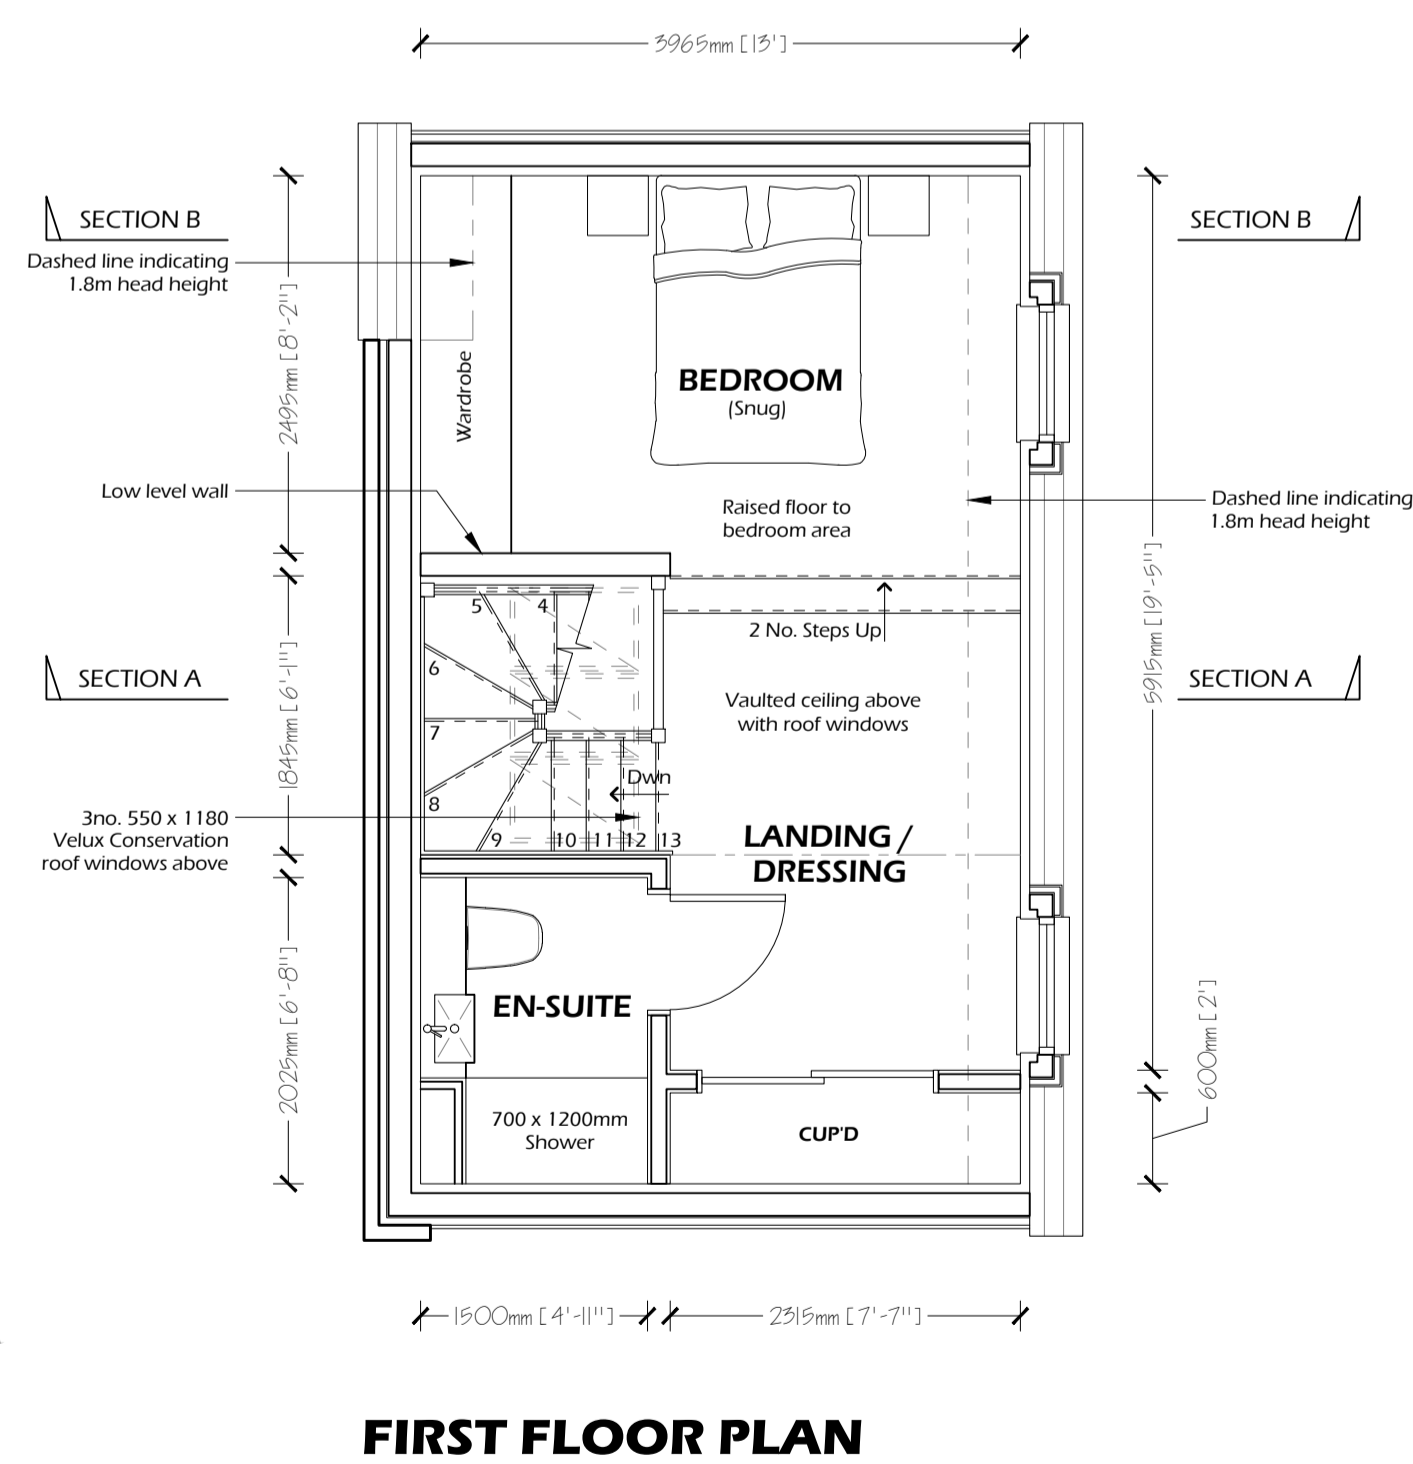 3965mm [13']
SECTION B
SECTION B
Dashed line indicating
1.8m head height
2495mm [8'-2"]
Wardrobe
BEDROOM
(Snug)
Low level wall
Raised floor to
bedroom area
Dashed line indicating
1.8m head height
5915mm [19'-5"]
2 No. Steps Up
5
4
6
7
8
9
10
11
12
13
Dwn
SECTION A
SECTION A
1845mm [6'-1"]
Vaulted ceiling above
with roof windows
3no. 550 x 1180
Velux Conservation
roof windows above
LANDING /
DRESSING
EN-SUITE
2025mm [6'-8"]
600mm [2']
700 x 1200mm
Shower
CUP'D
1500mm [4'-11"]
2315mm [7'-7"]
FIRST FLOOR PLAN